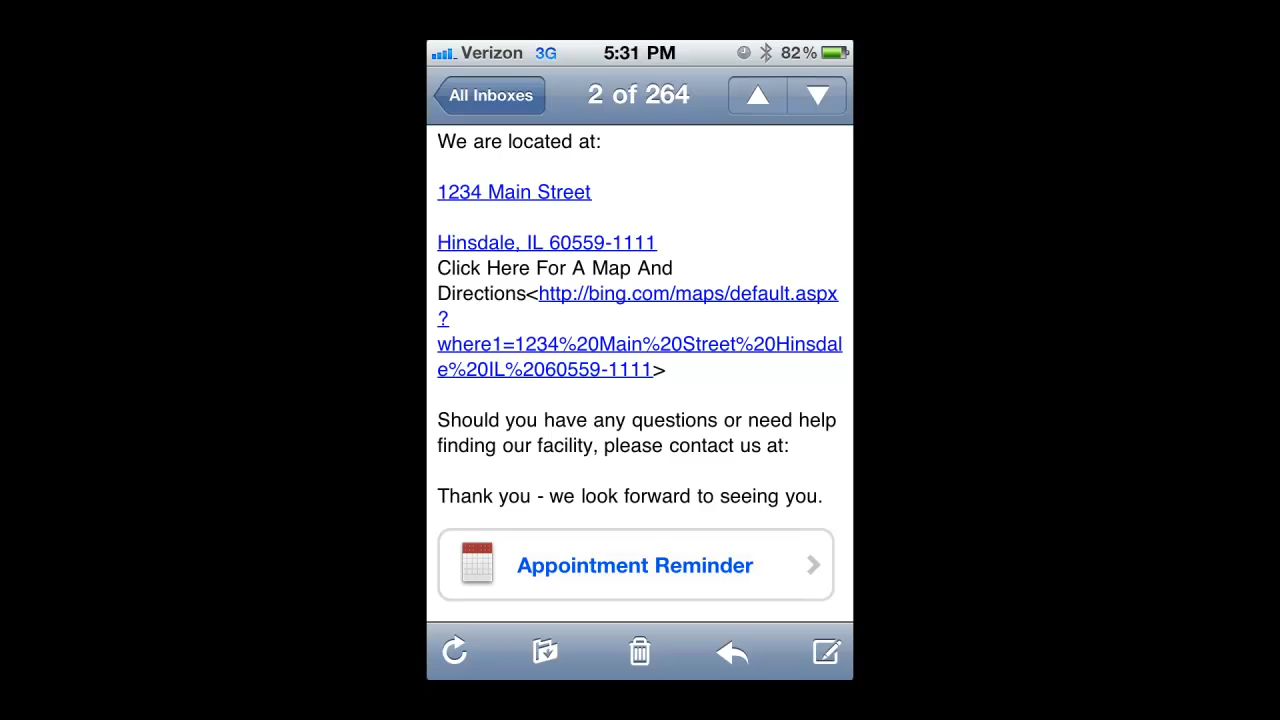 Verizon 3G 5:31 PM 82%
All Inboxes 2 of 264
We are located at:
1234 Main Street
Hinsdale, IL 60559-1111
Click Here For A Map And
Directions<http://bing.com/maps/default.aspx
?
where1=1234%20Main%20Street%20Hinsdal
e%20IL%2060559-1111>
Should you have any questions or need help
finding our facility, please contact us at:
Thank you - we look forward to seeing you.
Appointment Reminder